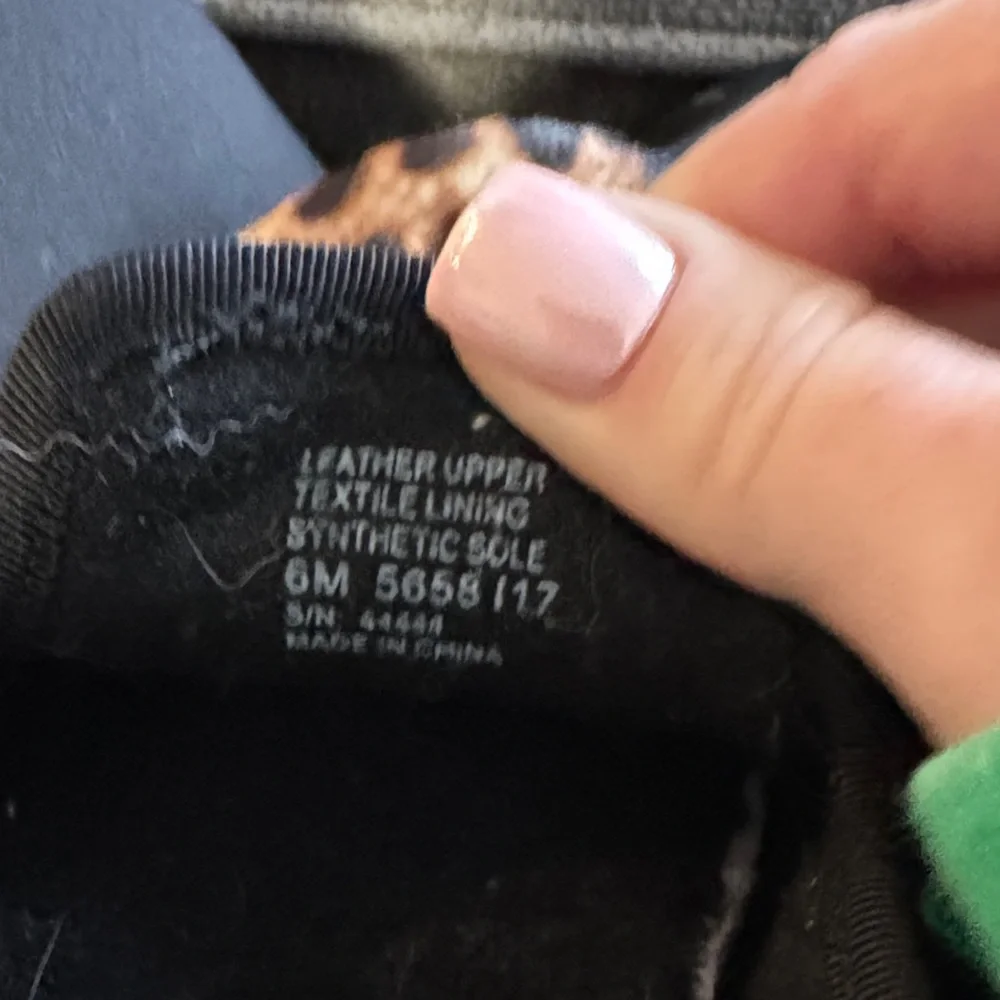 LEATHER UPPER
TEXTILE LINING
SYNTHETIC SOLE
6M 5658 / 17
S/N: 44444
MADE IN CHINA